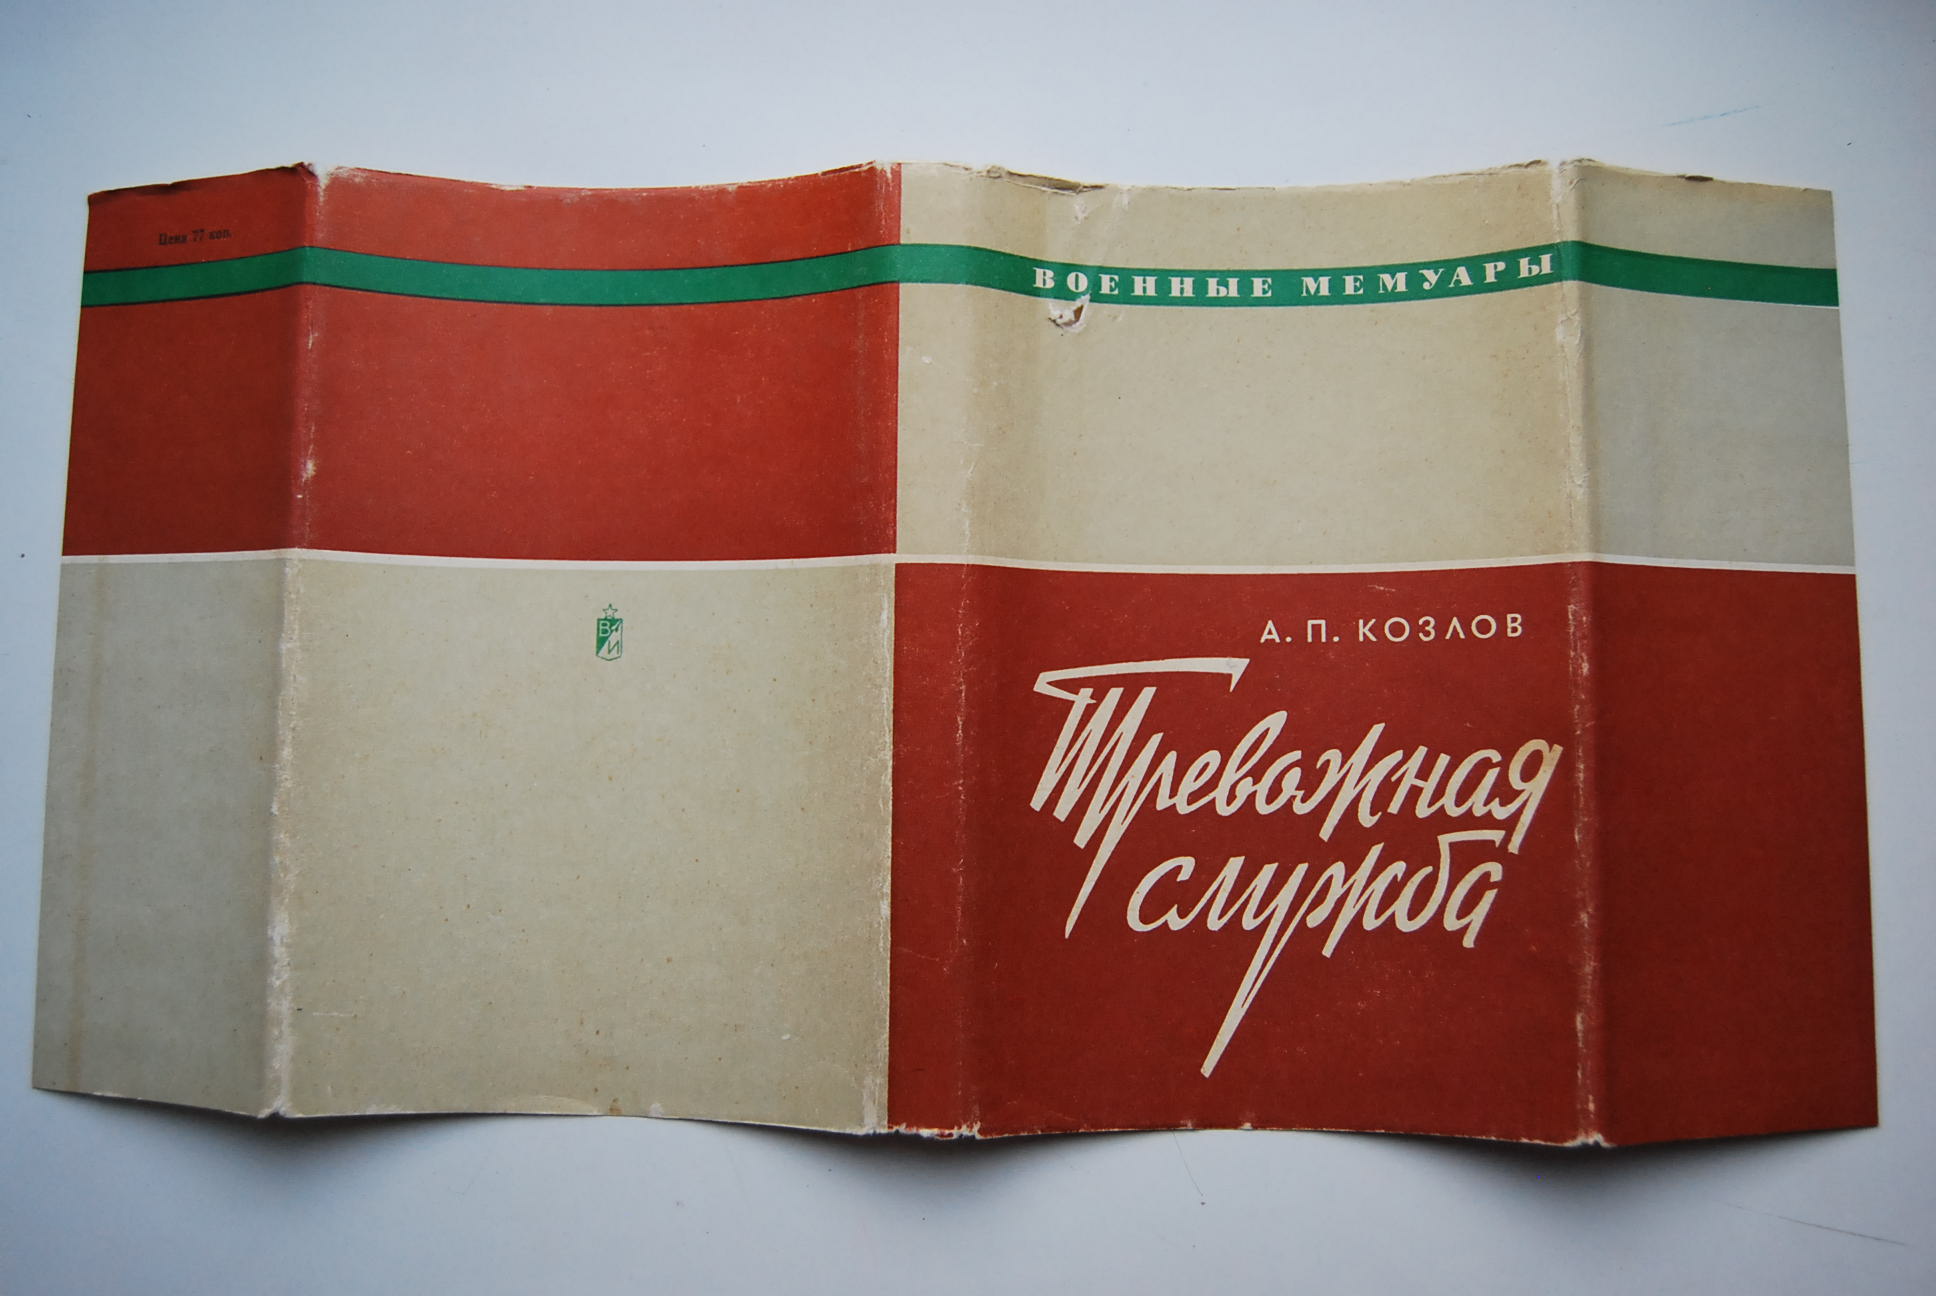 Цена 77 коп.
ВОЕННЫЕ МЕМУАРЫ
ВИ
А. П. КОЗЛОВ
Тревожная
служба